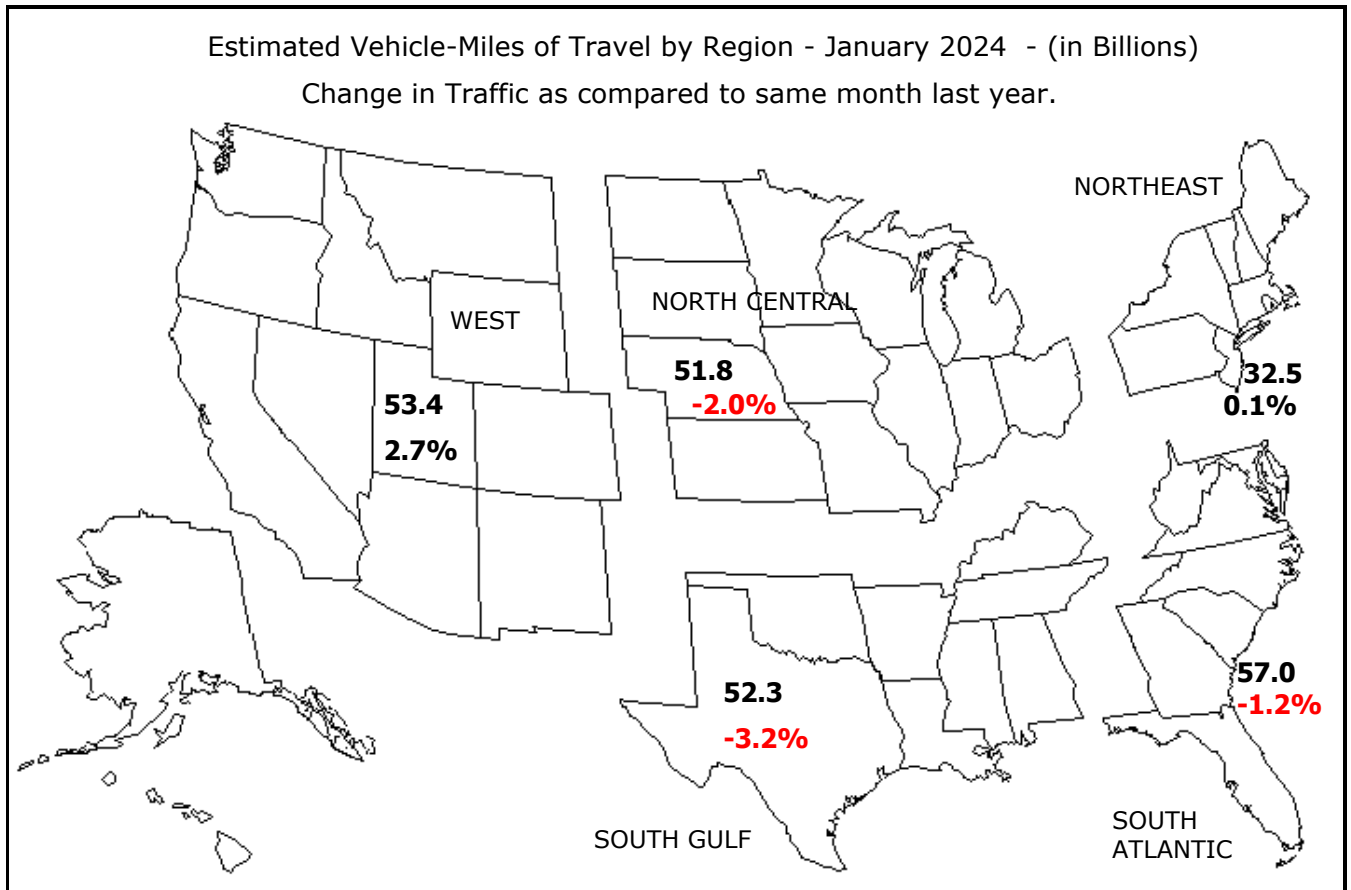 Estimated Vehicle-Miles of Travel by Region - January 2024 - (in Billions)
Change in Traffic as compared to same month last year.
NORTHEAST
32.5
0.1%
WEST
53.4
2.7%
NORTH CENTRAL
51.8
-2.0%
SOUTH GULF
52.3
-3.2%
57.0
-1.2%
SOUTH
ATLANTIC